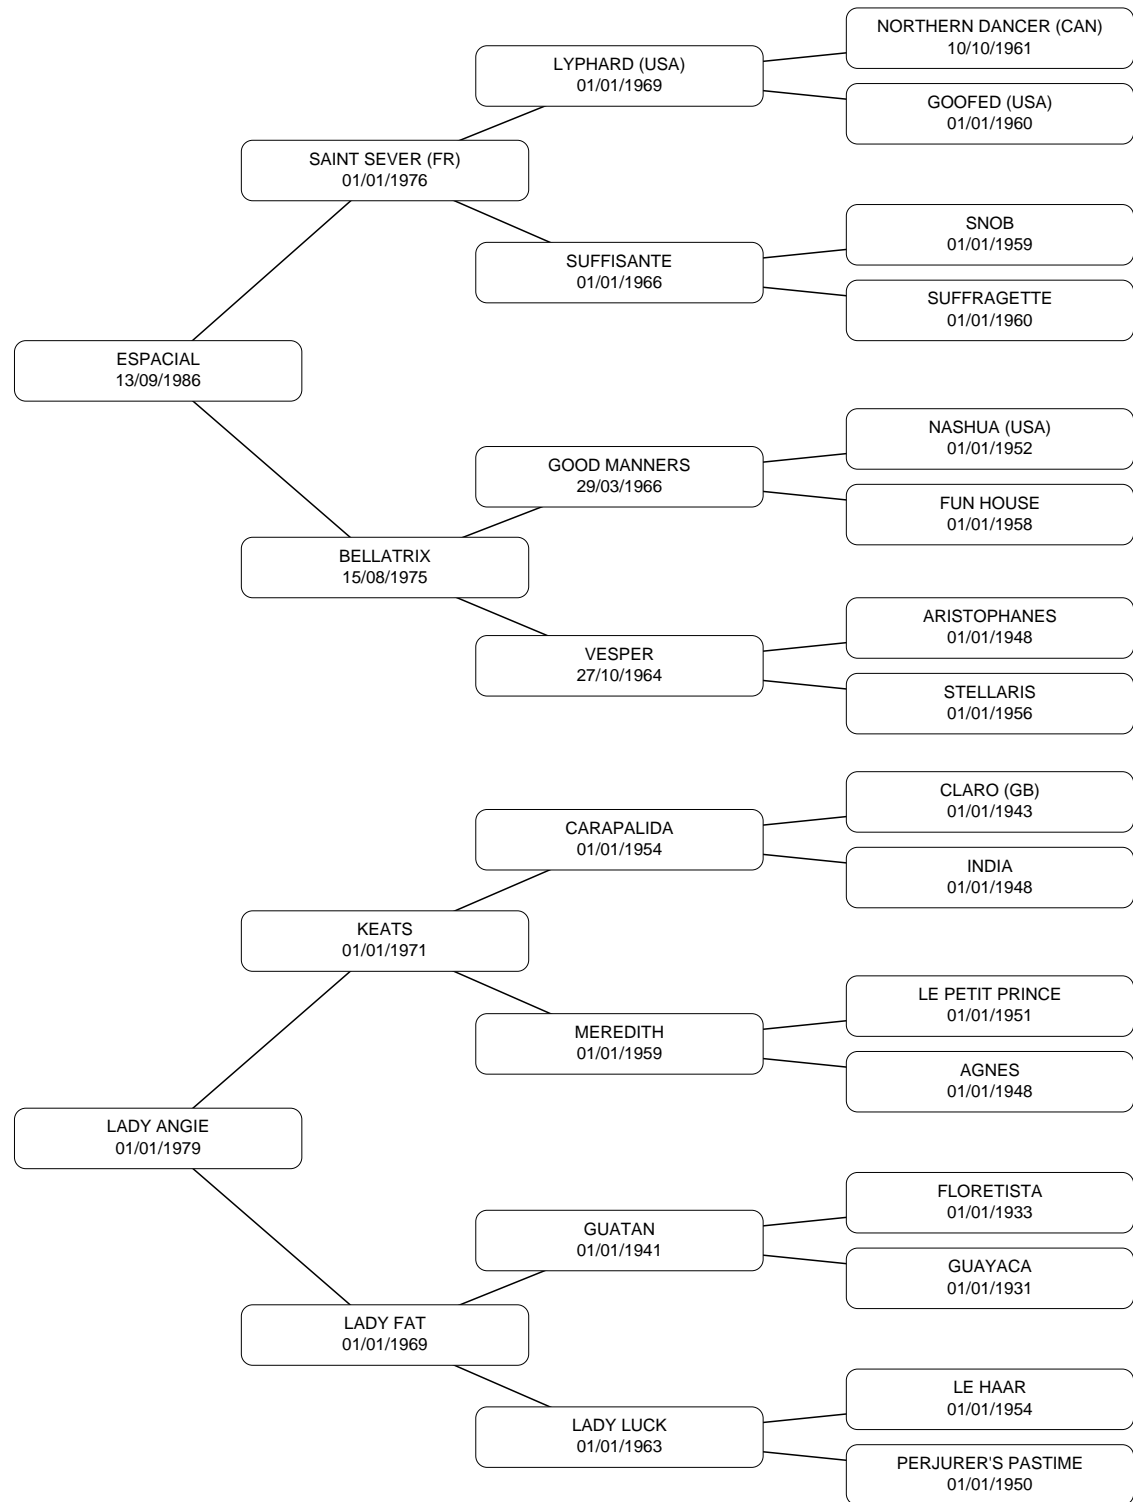 NORTHERN DANCER (CAN)
10/10/1961
LYPHARD (USA)
01/01/1969
GOOFED (USA)
01/01/1960
SAINT SEVER (FR)
01/01/1976
SNOB
01/01/1959
SUFFISANTE
01/01/1966
SUFFRAGETTE
01/01/1960
ESPACIAL
13/09/1986
NASHUA (USA)
01/01/1952
GOOD MANNERS
29/03/1966
FUN HOUSE
01/01/1958
BELLATRIX
15/08/1975
ARISTOPHANES
01/01/1948
VESPER
27/10/1964
STELLARIS
01/01/1956
CLARO (GB)
01/01/1943
CARAPALIDA
01/01/1954
INDIA
01/01/1948
KEATS
01/01/1971
LE PETIT PRINCE
01/01/1951
MEREDITH
01/01/1959
AGNES
01/01/1948
LADY ANGIE
01/01/1979
FLORETISTA
01/01/1933
GUATAN
01/01/1941
GUAYACA
01/01/1931
LADY FAT
01/01/1969
LE HAAR
01/01/1954
LADY LUCK
01/01/1963
PERJURER'S PASTIME
01/01/1950